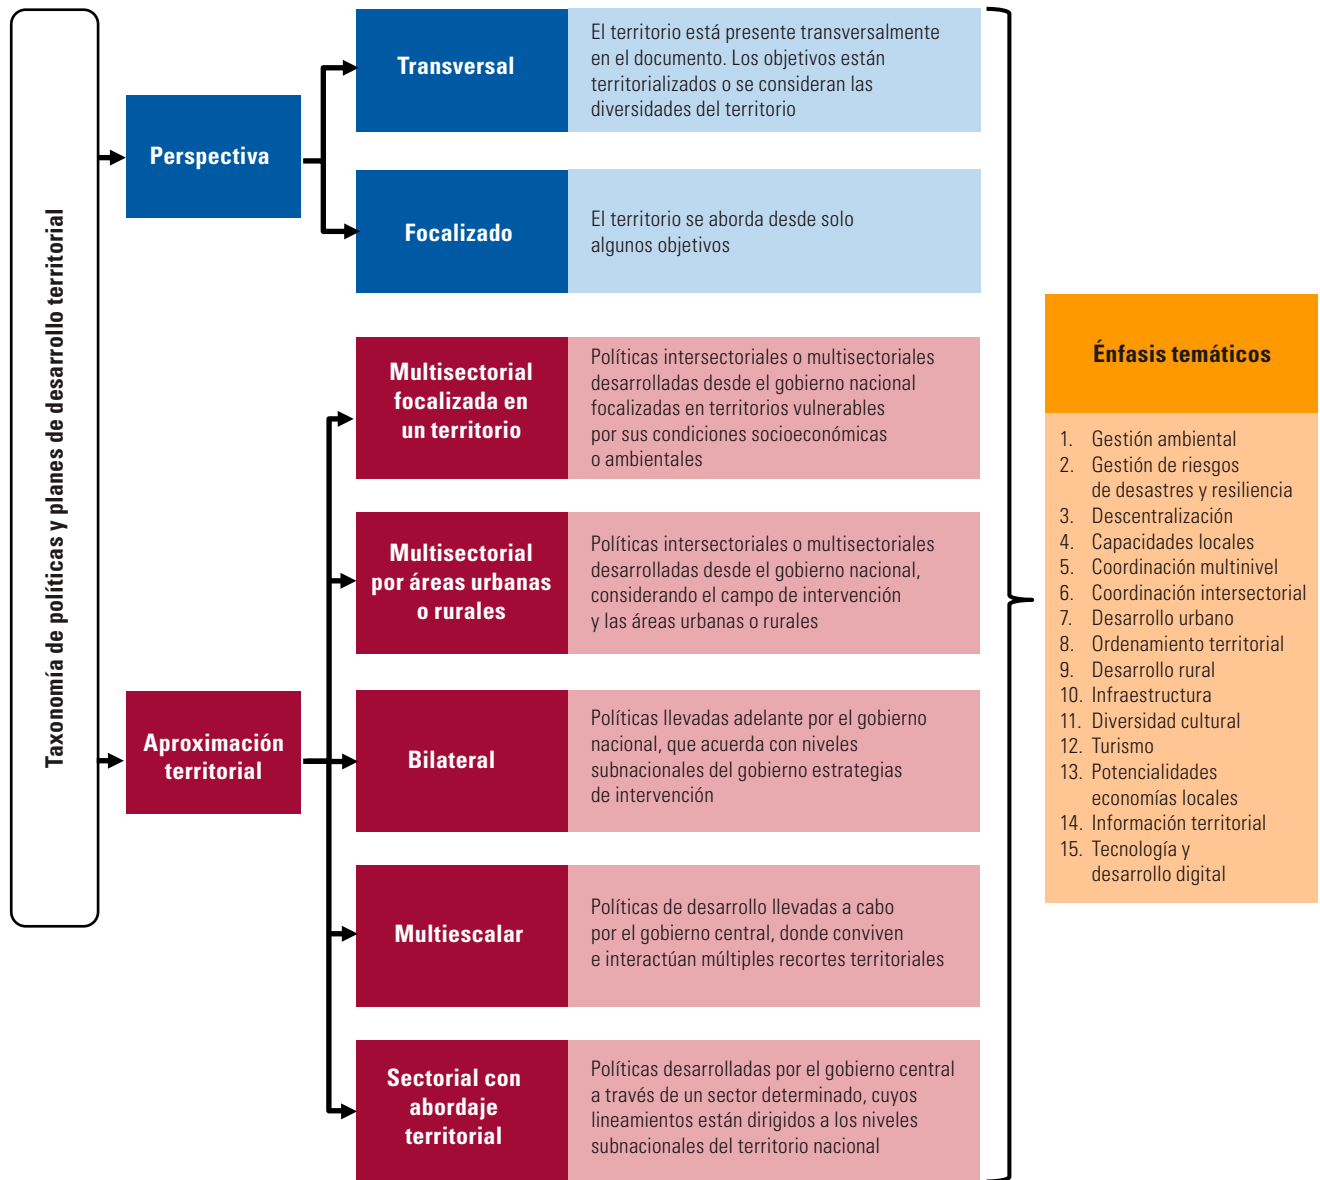 Taxonomía de políticas y planes de desarrollo territorial
Perspectiva
Transversal
El territorio está presente transversalmente
en el documento. Los objetivos están
territorializados o se consideran las
diversidades del territorio
Focalizado
El territorio se aborda desde solo
algunos objetivos
Aproximación
territorial
Multisectorial
focalizada en
un territorio
Políticas intersectoriales o multisectoriales
desarrolladas desde el gobierno nacional
focalizadas en territorios vulnerables
por sus condiciones socioeconómicas
o ambientales
Multisectorial
por áreas urbanas
o rurales
Políticas intersectoriales o multisectoriales
desarrolladas desde el gobierno nacional,
considerando el campo de intervención
y las áreas urbanas o rurales
Bilateral
Políticas llevadas adelante por el gobierno
nacional, que acuerda con niveles
subnacionales del gobierno estrategias
de intervención
Multiescalar
Políticas de desarrollo llevadas a cabo
por el gobierno central, donde conviven
e interactúan múltiples recortes territoriales
Sectorial con
abordaje
territorial
Políticas desarrolladas por el gobierno central
a través de un sector determinado, cuyos
lineamientos están dirigidos a los niveles
subnacionales del territorio nacional
Énfasis temáticos
1. Gestión ambiental
2. Gestión de riesgos
de desastres y resiliencia
3. Descentralización
4. Capacidades locales
5. Coordinación multinivel
6. Coordinación intersectorial
7. Desarrollo urbano
8. Ordenamiento territorial
9. Desarrollo rural
10. Infraestructura
11. Diversidad cultural
12. Turismo
13. Potencialidades
economías locales
14. Información territorial
15. Tecnología y
desarrollo digital